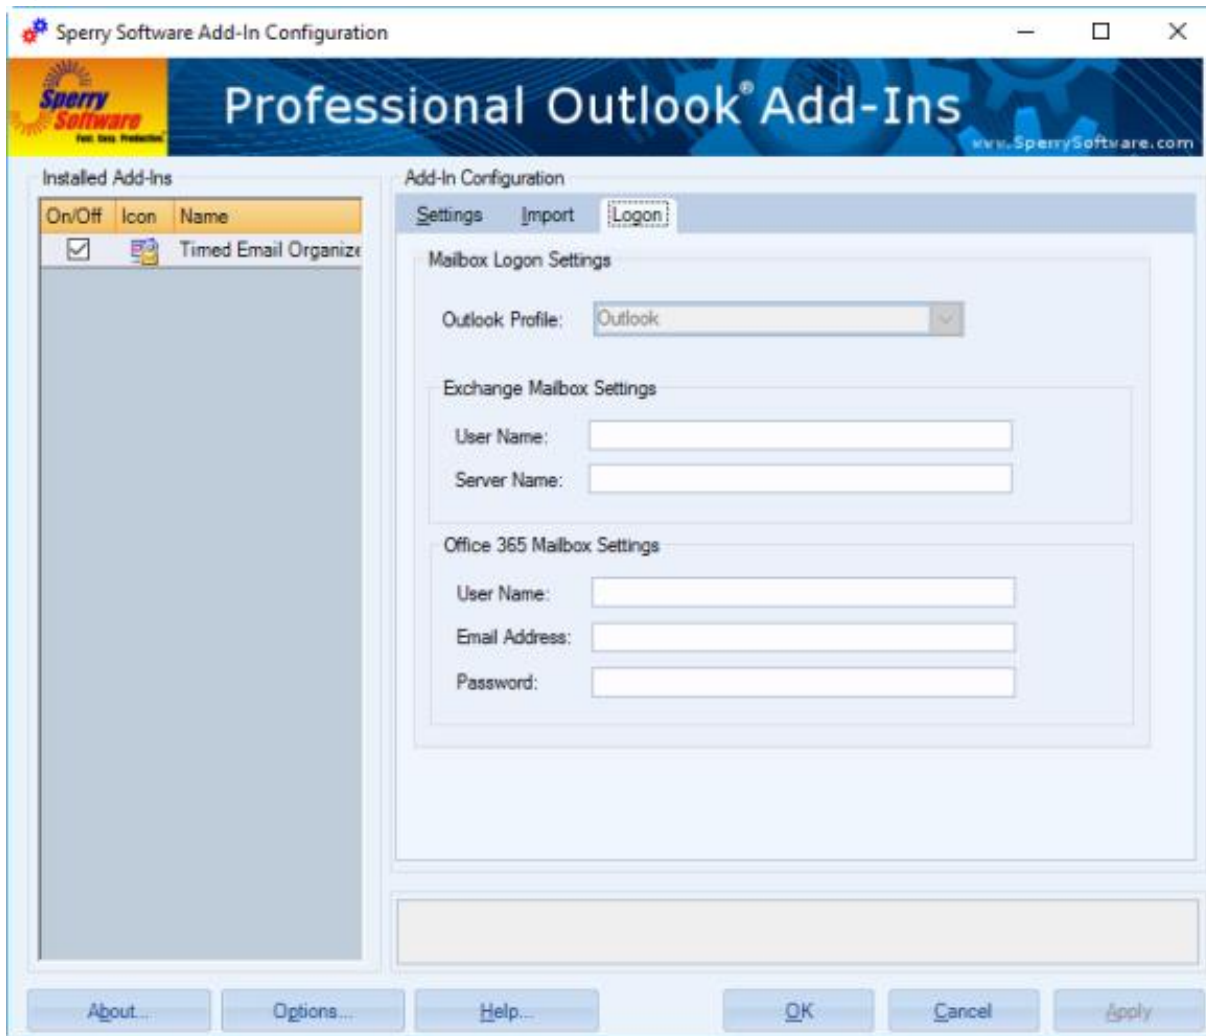 Sperry Software Add-In Configuration
Sperry
Software
Fast. Easy. Productive.
Professional Outlook® Add-Ins
www.SperrySoftware.com
Installed Add-Ins
On/Off Icon Name
Timed Email Organize
Add-In Configuration
Settings Import Logon
Mailbox Logon Settings
Outlook Profile: Outlook
Exchange Mailbox Settings
User Name:
Server Name:
Office 365 Mailbox Settings
User Name:
Email Address:
Password:
About... Options... Help... OK Cancel Apply